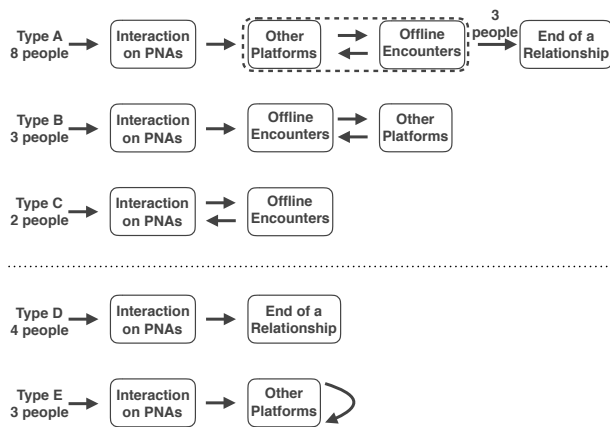 Type A
8 people
Interaction
on PNAs
Other
Platforms
Offline
Encounters
3
people
End of a
Relationship
Type B
3 people
Interaction
on PNAs
Offline
Encounters
Other
Platforms
Type C
2 people
Interaction
on PNAs
Offline
Encounters
Type D
4 people
Interaction
on PNAs
End of a
Relationship
Type E
3 people
Interaction
on PNAs
Other
Platforms